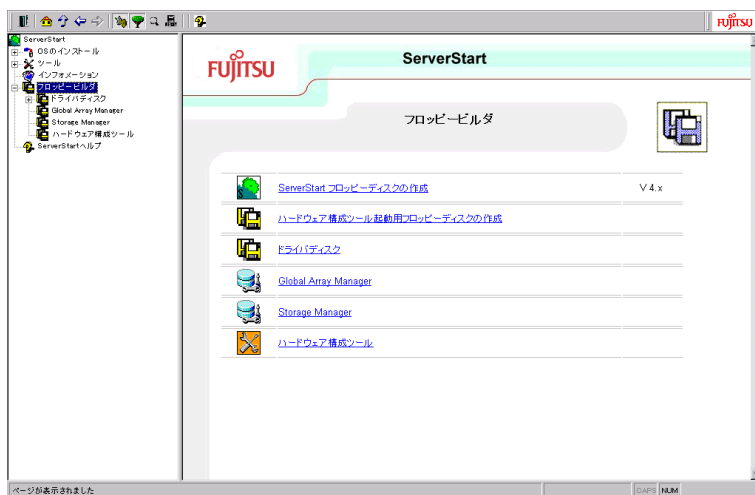 FUJITSU
ServerStart
OSのインストール
ツール
インフォメーション
フロッピービルダ
ドライバディスク
Global Array Manager
Storage Manager
ハードウェア構成ツール
ServerStartヘルプ
FUJITSU
ServerStart
フロッピービルダ
ServerStart フロッピーディスクの作成 V 4.x
ハードウェア構成ツール起動用フロッピーディスクの作成
ドライバディスク
Global Array Manager
Storage Manager
ハードウェア構成ツール
ページが表示されました
CAPS NUM